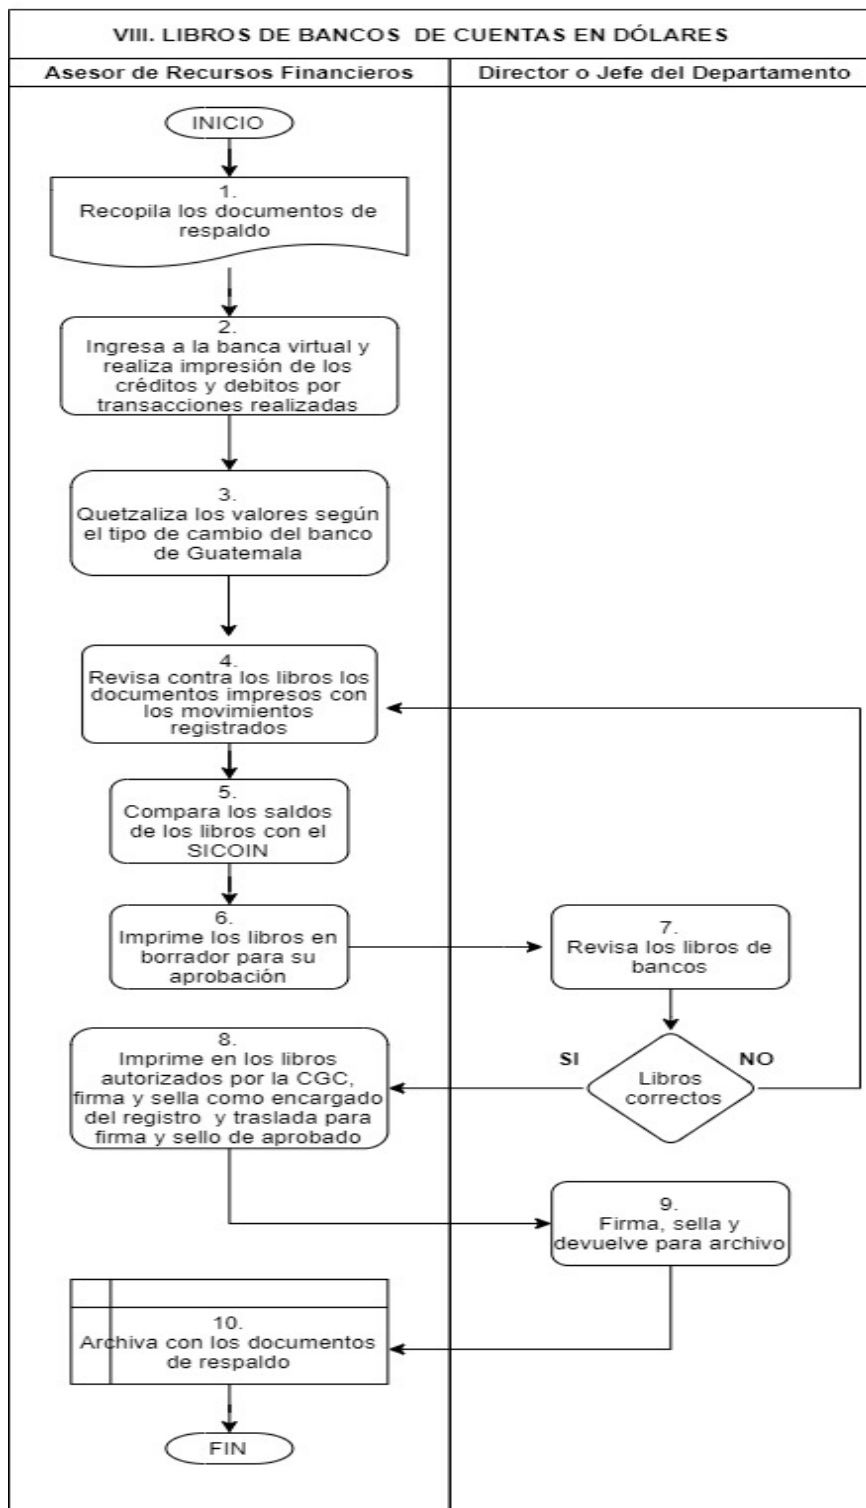 VIII. LIBROS DE BANCOS DE CUENTAS EN DÓLARES
Asesor de Recursos Financieros
Director o Jefe del Departamento
INICIO
1.
Recopila los documentos de
respaldo
2.
Ingresa a la banca virtual y
realiza impresión de los
créditos y debitos por
transacciones realizadas
3.
Quetzaliza los valores según
el tipo de cambio del banco
de Guatemala
4.
Revisa contra los libros los
documentos impresos con
los movimientos
registrados
5.
Compara los saldos
de los libros con el
SICOIN
6.
Imprime los libros en
borrador para su
aprobación
7.
Revisa los libros de
bancos
SI
NO
Libros
correctos
8.
Imprime en los libros
autorizados por la CGC,
firma y sella como encargado
del registro y traslada para
firma y sello de aprobado
9.
Firma, sella y
devuelve para archivo
10.
Archiva con los documentos
de respaldo
FIN